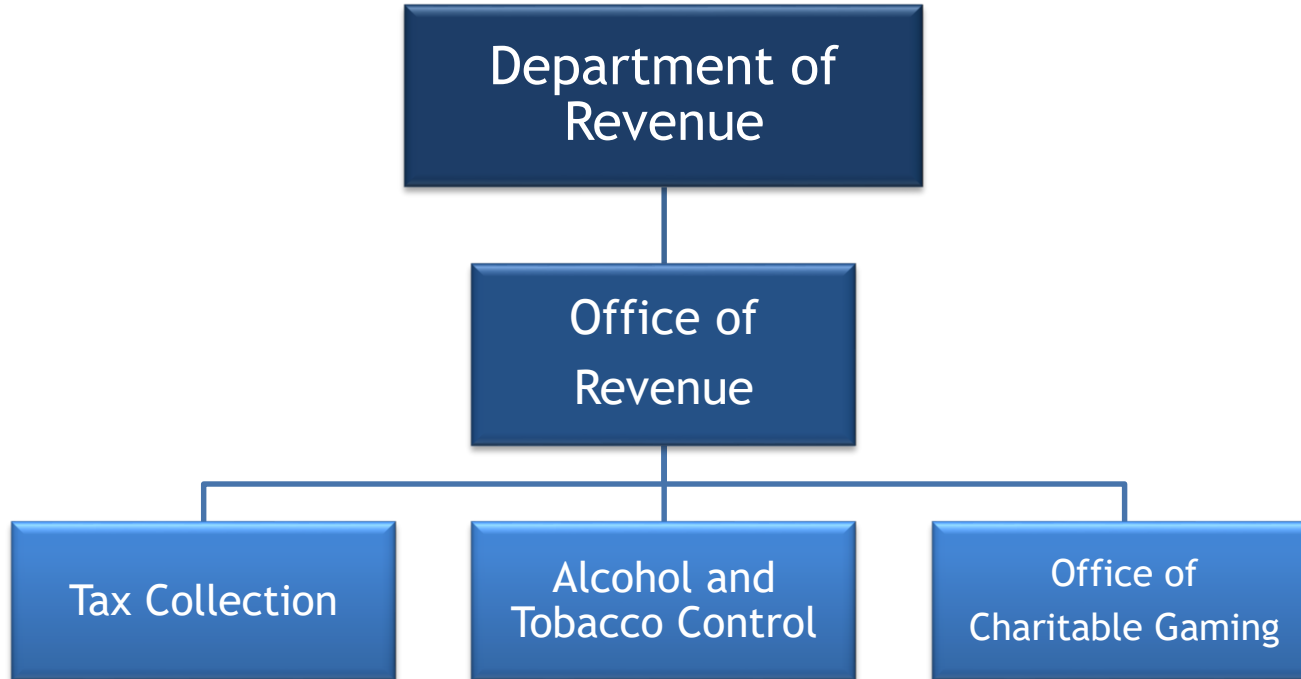 Department of
Revenue
Office of
Revenue
Tax Collection
Alcohol and
Tobacco Control
Office of
Charitable Gaming